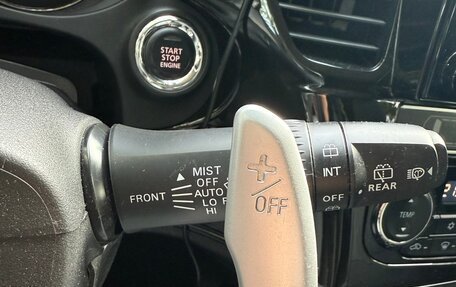 START
STOP
ENGINE
MIST
OFF
FRONT AUTO
LO
HI
+/OFF
INT
OFF
REAR
TEMP